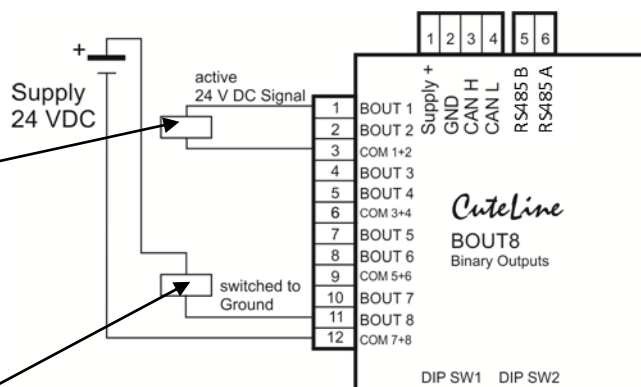 1 2 3 4 5 6
Supply +
GND
CAN H
CAN L
RS485 B
RS485 A
+
Supply
24 VDC
active
24 V DC Signal
switched to
Ground
1 BOUT 1
2 BOUT 2
3 COM 1+2
4 BOUT 3
5 BOUT 4
6 COM 3+4
7 BOUT 5
8 BOUT 6
9 COM 5+6
10 BOUT 7
11 BOUT 8
12 COM 7+8
CuteLine
BOUT8
Binary Outputs
DIP SW1 DIP SW2